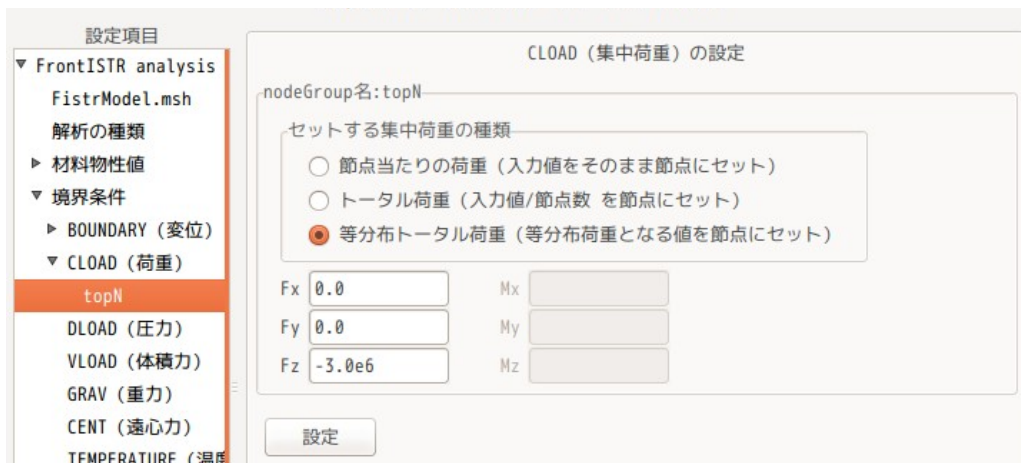 設定項目
FrontISTR analysis
FistrModel.msh
解析の種類
材料物性値
境界条件
BOUNDARY (変位)
CLOAD (荷重)
topN
DLOAD (圧力)
VLOAD (体積力)
GRAV (重力)
CENT (遠心力)
TEMPERATURE (温度
CLOAD (集中荷重) の設定
nodeGroup名:topN
セットする集中荷重の種類
節点当たりの荷重 (入力値をそのまま節点にセット)
トータル荷重 (入力値/節点数 を節点にセット)
等分布トータル荷重 (等分布荷重となる値を節点にセット)
Fx 0.0 Mx
Fy 0.0 My
Fz -3.0e6 Mz
設定